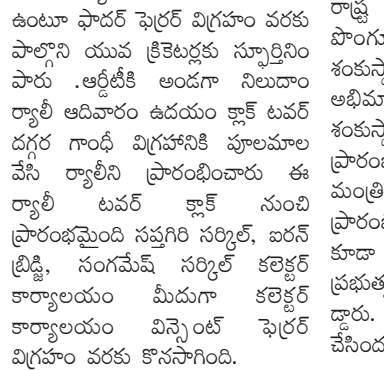 ఉంటూ ఫాదర్ ఫెర్రర్ విగ్రహం వరకు
పాల్గొని యువ క్రికెటర్లకు స్ఫూర్తినిం
పారు .ఆర్డీటీకి అండగా నిలుదాం
ర్యాలీ ఆదివారం ఉదయం క్లాక్ టవర్
దగ్గర గాంధీ విగ్రహానికి పూలమాల
వేసి ర్యాలీని ప్రారంభించారు ఈ
ర్యాలీ టవర్ క్లాక్ నుంచి
ప్రారంభమైంది సప్తగిరి సర్కిల్, ఐరన్
బ్రిడ్జి, సంగమేష్ సర్కిల్ కలెక్టర్
కార్యాలయం మీదుగా కలెక్టర్
కార్యాలయం విన్సెంట్ ఫెర్రర్
విగ్రహం వరకు కొనసాగింది.
రాష్ట్ర
మంత్రి
కూడా
డ్డారు.